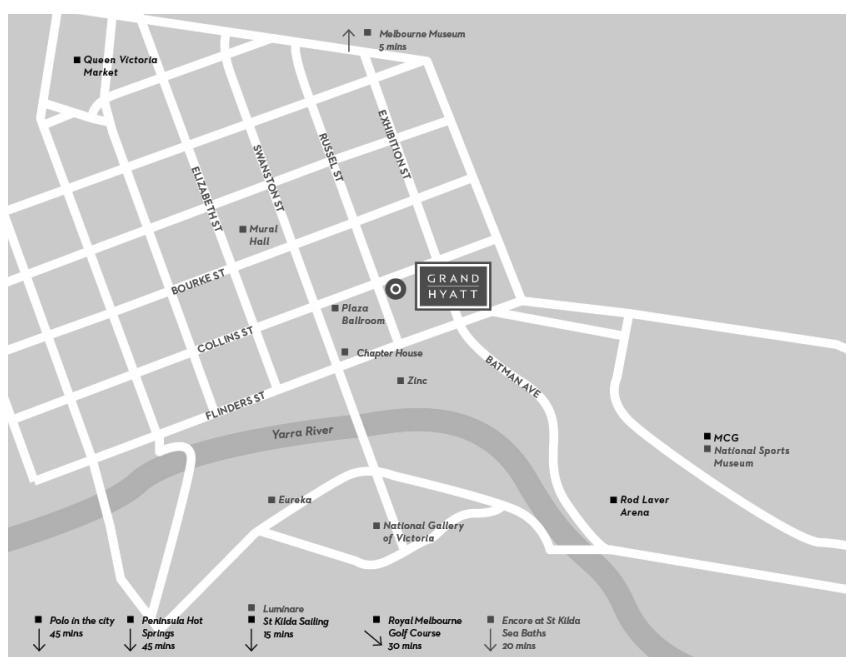 Melbourne Museum
5 mins
Queen Victoria
Market
EXHIBITION ST
RUSSEL ST
SWANSTON ST
ELIZABETH ST
Mural
Hall
BOURKE ST
GRAND
HYATT
Plaza
Ballroom
COLLINS ST
Chapter House
Zinc
BATMAN AVE
FLINDERS ST
Yarra River
MCG
National Sports
Museum
Eureka
Rod Laver
Arena
National Gallery
of Victoria
Polo in the city
45 mins
Peninsula Hot
Springs
45 mins
Luminare
St Kilda Sailing
15 mins
Royal Melbourne
Golf Course
30 mins
Encore at St Kilda
Sea Baths
20 mins